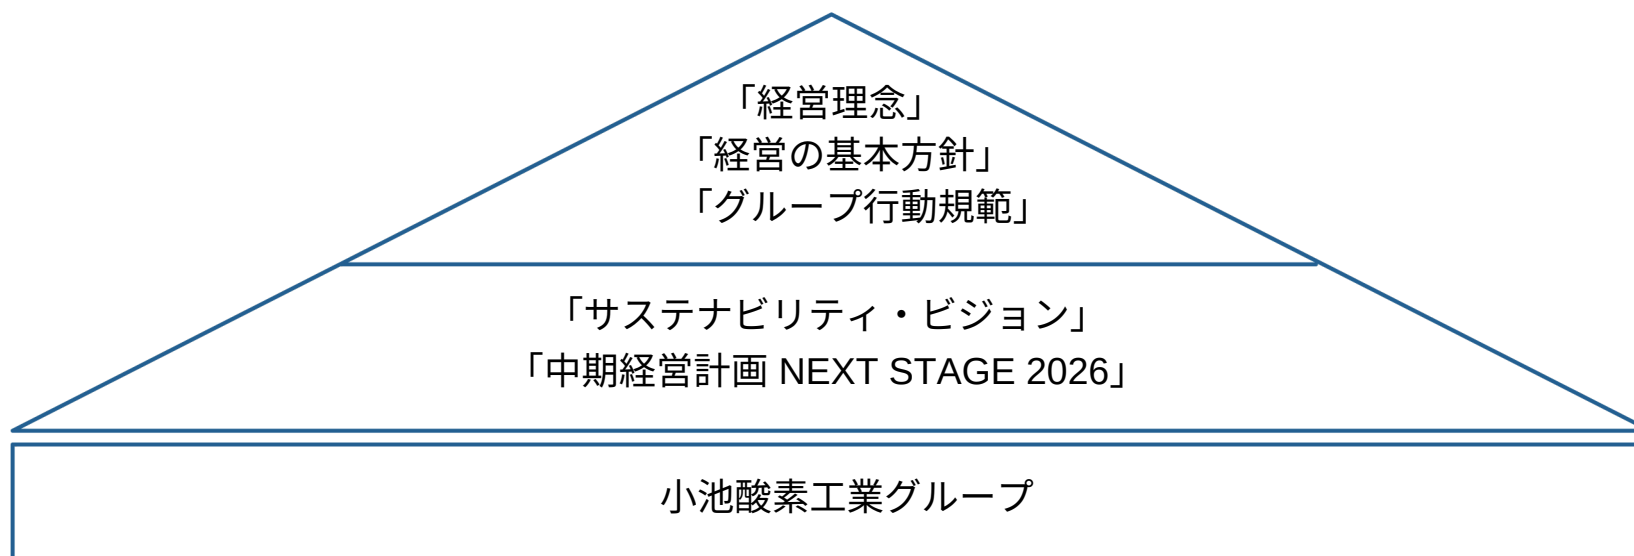 「経営理念」
「経営の基本方針」
「グループ行動規範」
「サステナビリティ・ビジョン」
「中期経営計画 NEXT STAGE 2026」
小池酸素工業グループ